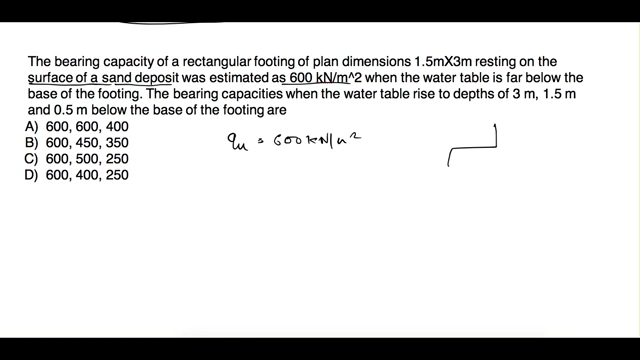 The bearing capacity of a rectangular footing of plan dimensions 1.5mX3m resting on the
surface of a sand deposit was estimated as 600 kN/m^2 when the water table is far below the
base of the footing. The bearing capacities when the water table rise to depths of 3 m, 1.5 m
and 0.5 m below the base of the footing are
A) 600, 600, 400
B) 600, 450, 350
C) 600, 500, 250
D) 600, 400, 250
qu = 600 kN/m2